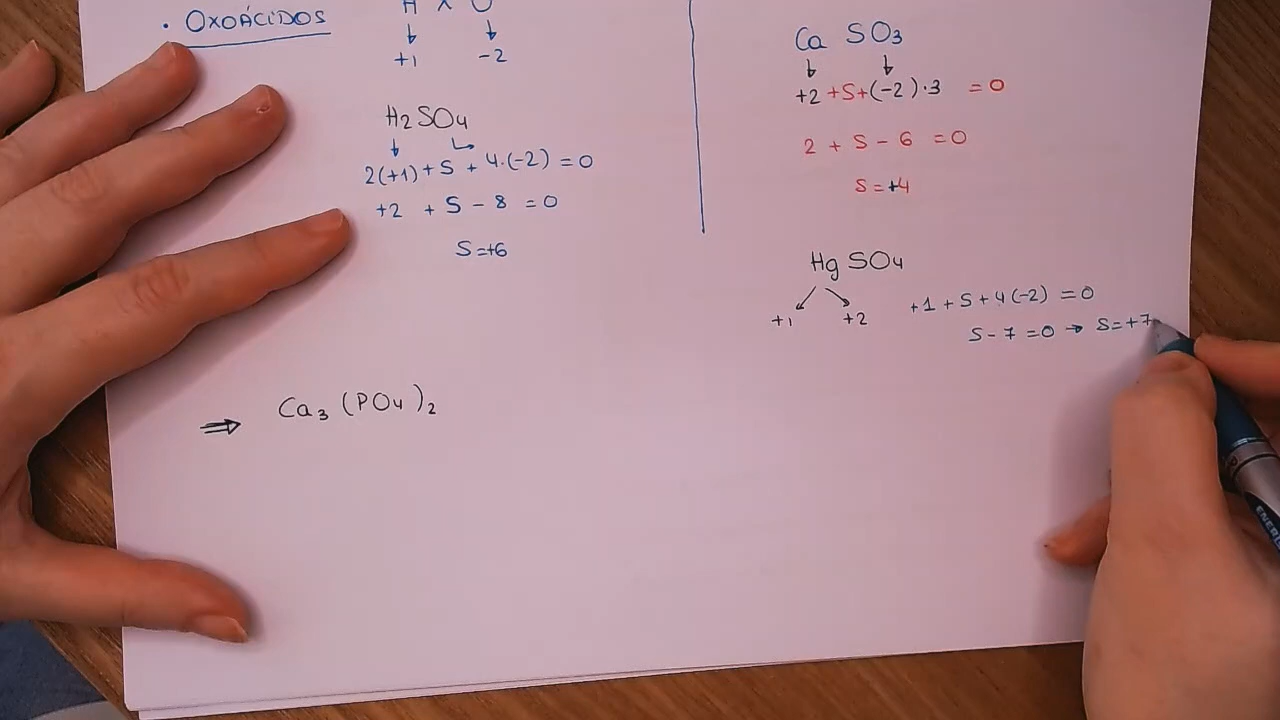 · OXOÁCIDOS
H X O
+1 -2
H2SO4
2(+1)+S+4·(-2)=0
+2 +S-8=0
S=+6
Ca SO3
+2+S+(-2)·3 =0
2+S-6=0
S=+4
Hg SO4
+1 +2
+1+S+4(-2)=0
S-7=0→S=+7
⇒ Ca3(PO4)2